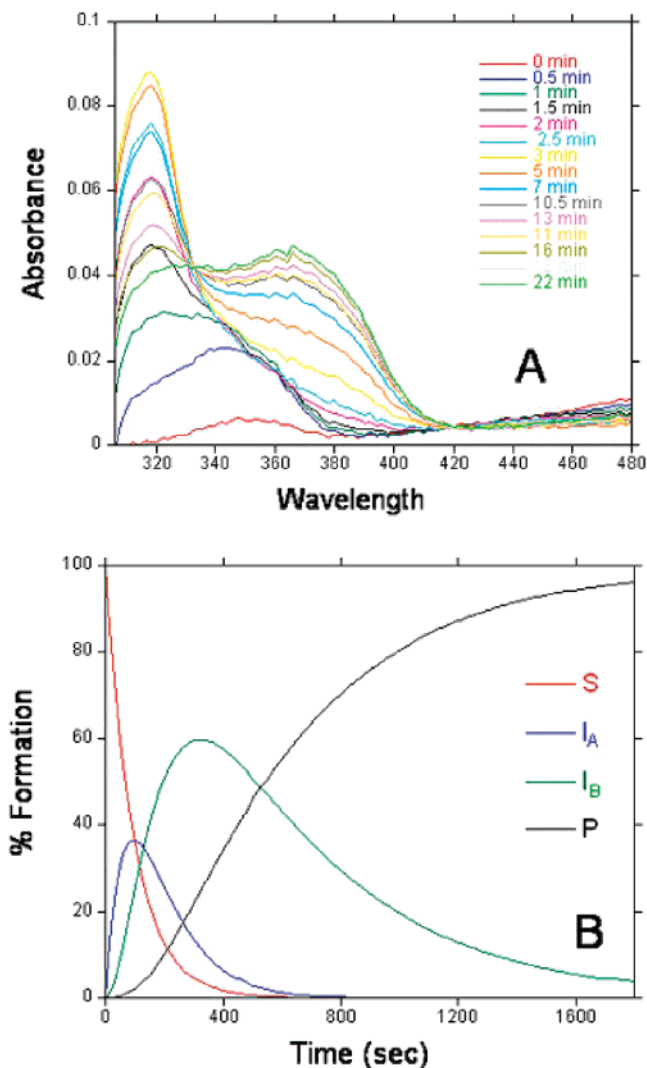 0.1
0.08
0.06
0.04
0.02
0
Absorbance
0 min
0.5 min
1 min
1.5 min
2 min
2.5 min
3 min
5 min
7 min
10.5 min
13 min
11 min
16 min
22 min
A
320 340 360 380 400 420 440 460 480
Wavelength
100
80
60
40
20
0
% Formation
S
I_A
I_B
P
B
0 400 800 1200 1600
Time (sec)